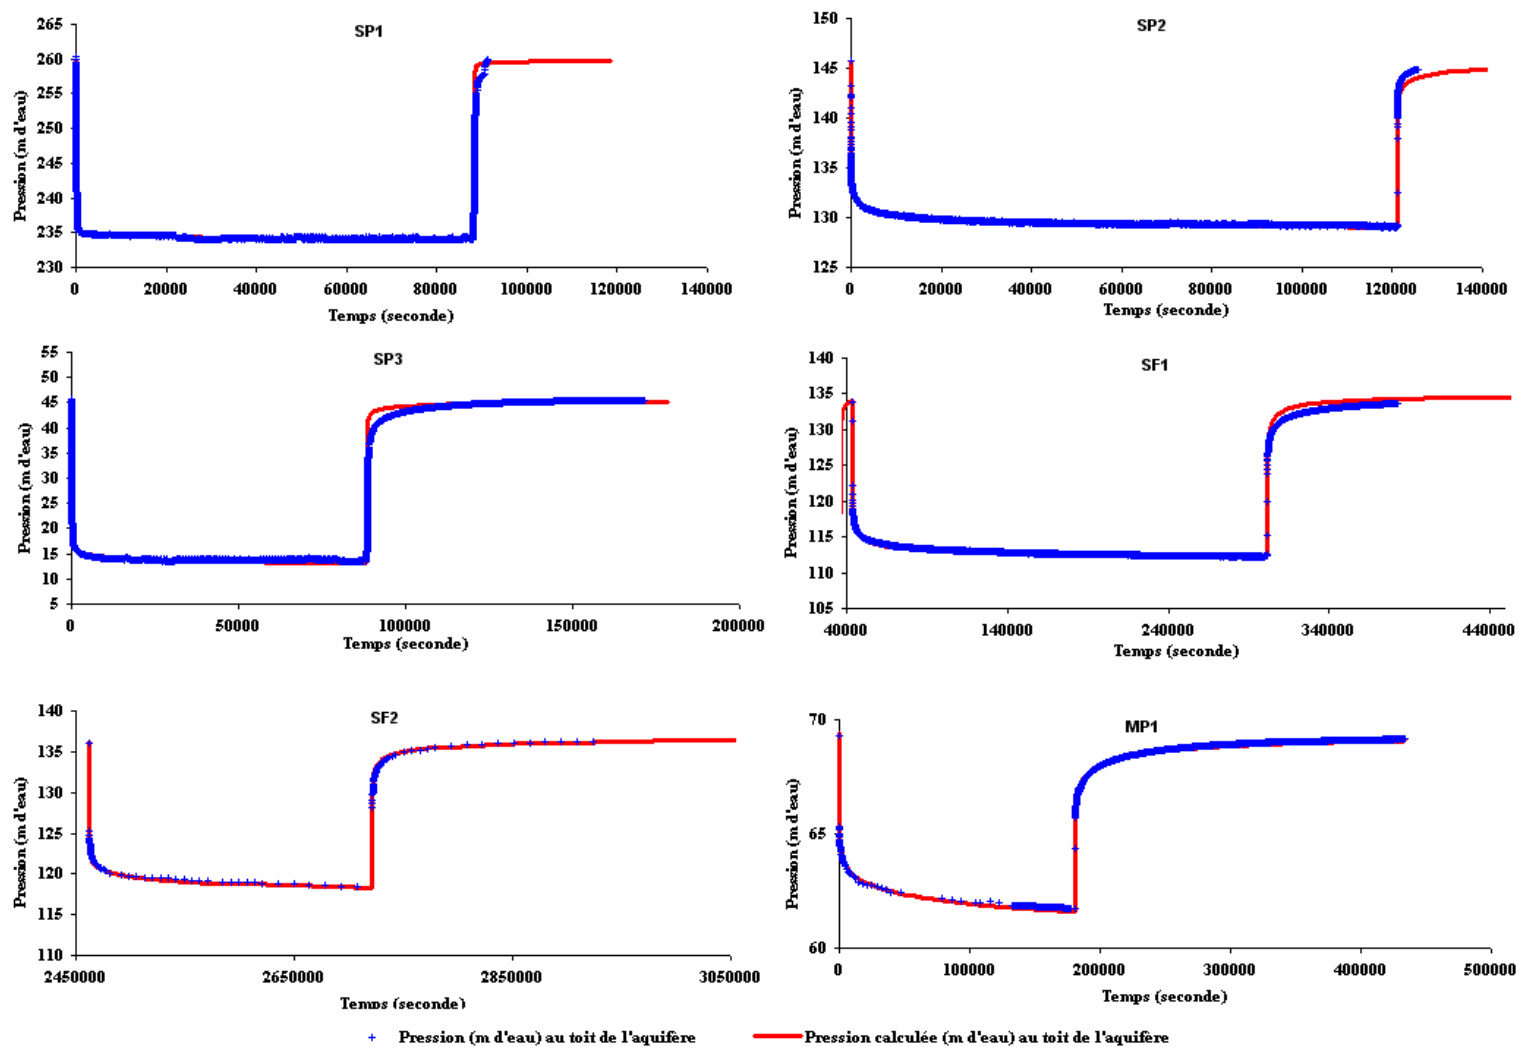 SP1
Pression (m d'eau)
265
260
255
250
245
240
235
230
0 20000 40000 60000 80000 100000 120000 140000
Temps (seconde)
SP2
Pression (m d'eau)
150
145
140
135
130
125
0 20000 40000 60000 80000 100000 120000 140000
Temps (seconde)
SP3
Pression (m d'eau)
55
45
45
40
35
30
25
20
15
10
5
0 50000 100000 150000 200000
Temps (seconde)
SF1
Pression (m d'eau)
140
135
134
125
120
115
110
105
40000 140000 240000 340000 440000
Temps (seconde)
SF2
Pression (m d'eau)
140
135
130
125
120
115
110
2450000 2650000 2850000 3050000
Temps (seconde)
MP1
Pression (m d'eau)
70
65
60
0 100000 200000 300000 400000 500000
Temps (seconde)
+ Pression (m d'eau) au toit de l'aquifère
Pression calculée (m d'eau) au toit de l'aquifère